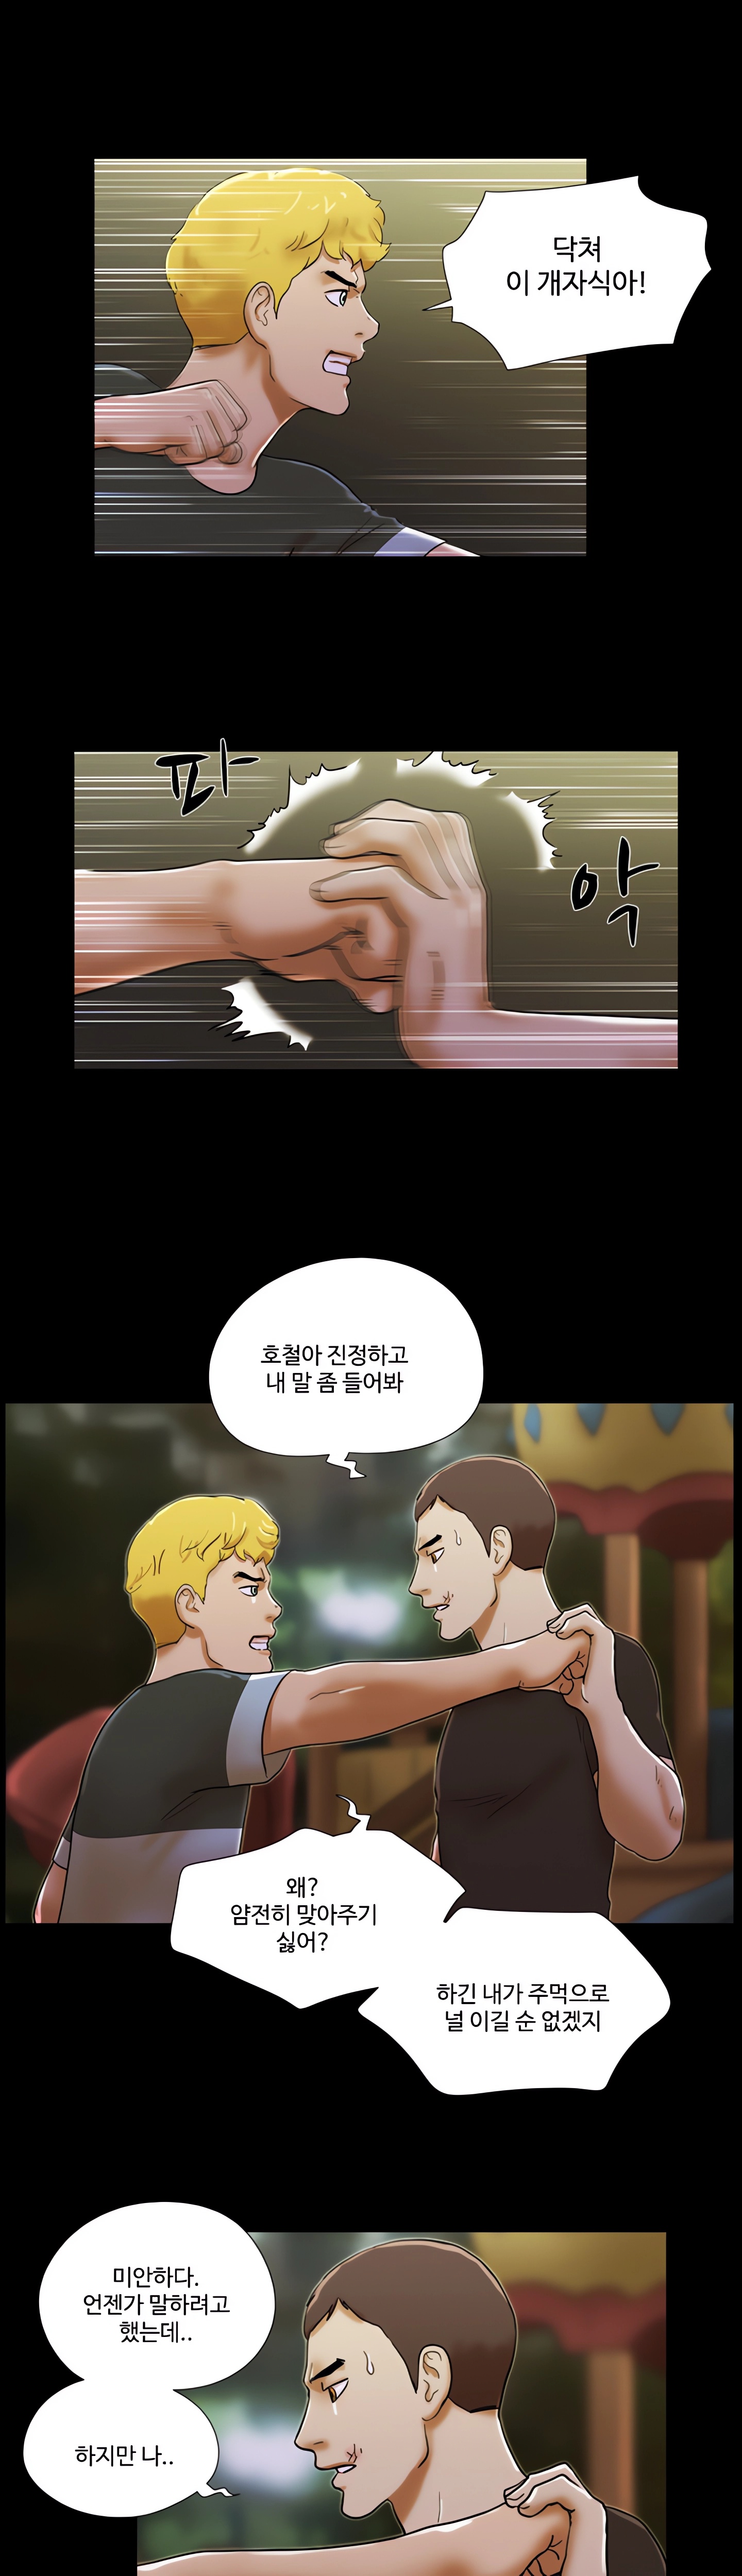 닥쳐
이 개자식아!
파
악
호철아 진정하고
내 말 좀 들어봐
왜?
얌전히 맞아주기
싫어?
하긴 내가 주먹으로
널 이길 순 없겠지
미안하다.
언젠가 말하려고
했는데..
하지만 나..